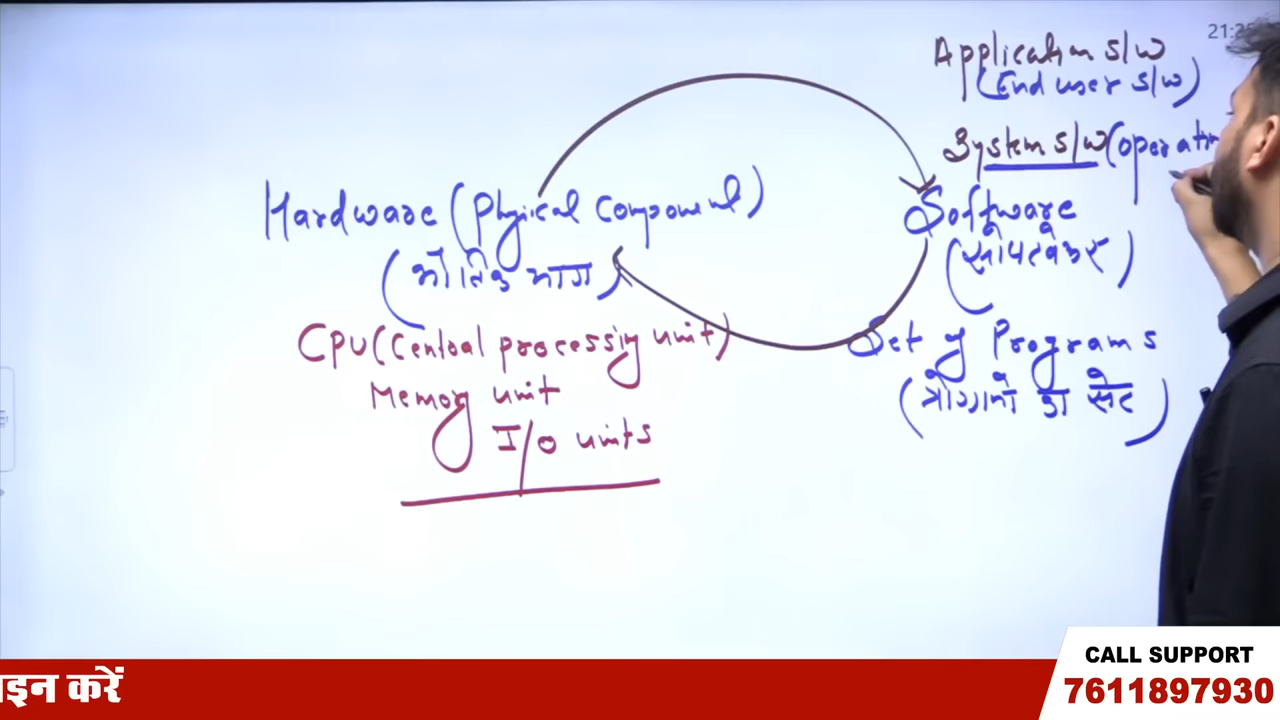 21:2
Application s/w
(End user s/w)
System s/w (operatin
Hardware (Physical Component)
Software
(भौतिक भाग)
(सॉफ्टवेयर)
CPU (Central processing unit)
Set of Programs
Memory unit
(प्रोग्रामो का सेट)
I/O units
CALL SUPPORT
7611897930
इन करें